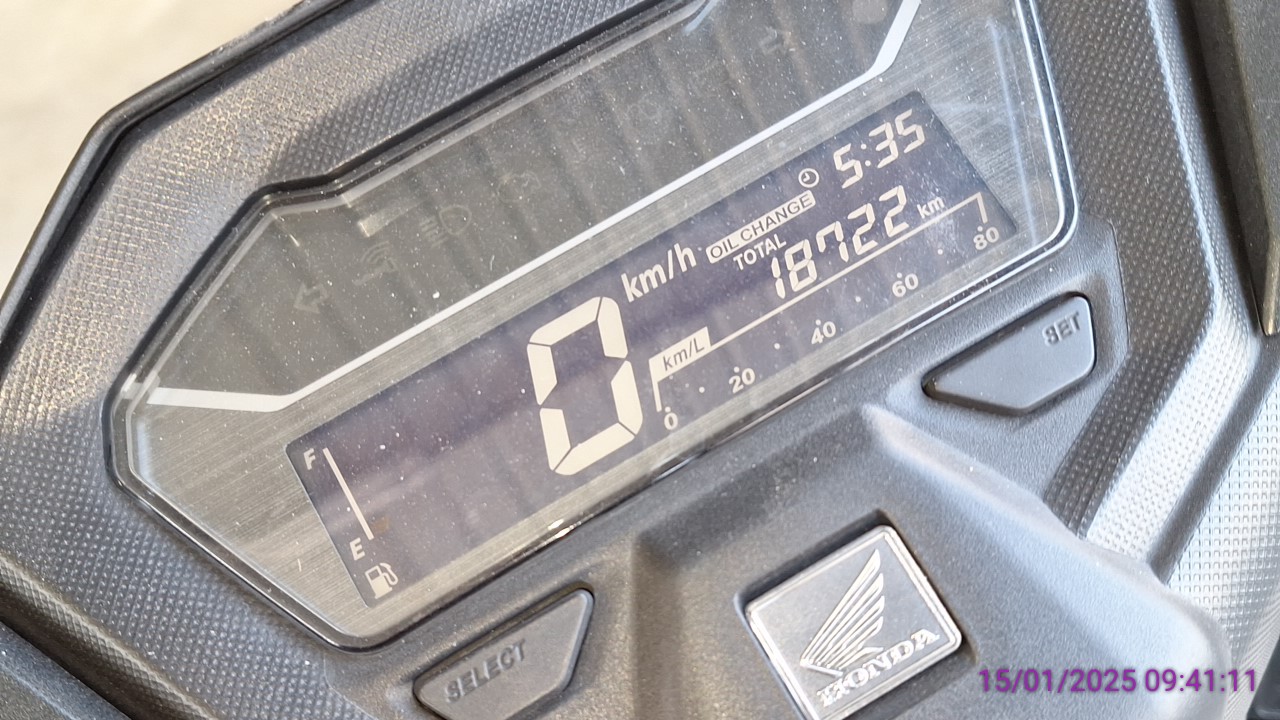 5:35
OIL CHANGE
TOTAL
18722 km
km/h
0
km/L
0 20 40 60 80
F
E
SET
SELECT
HONDA
15/01/2025 09:41:11